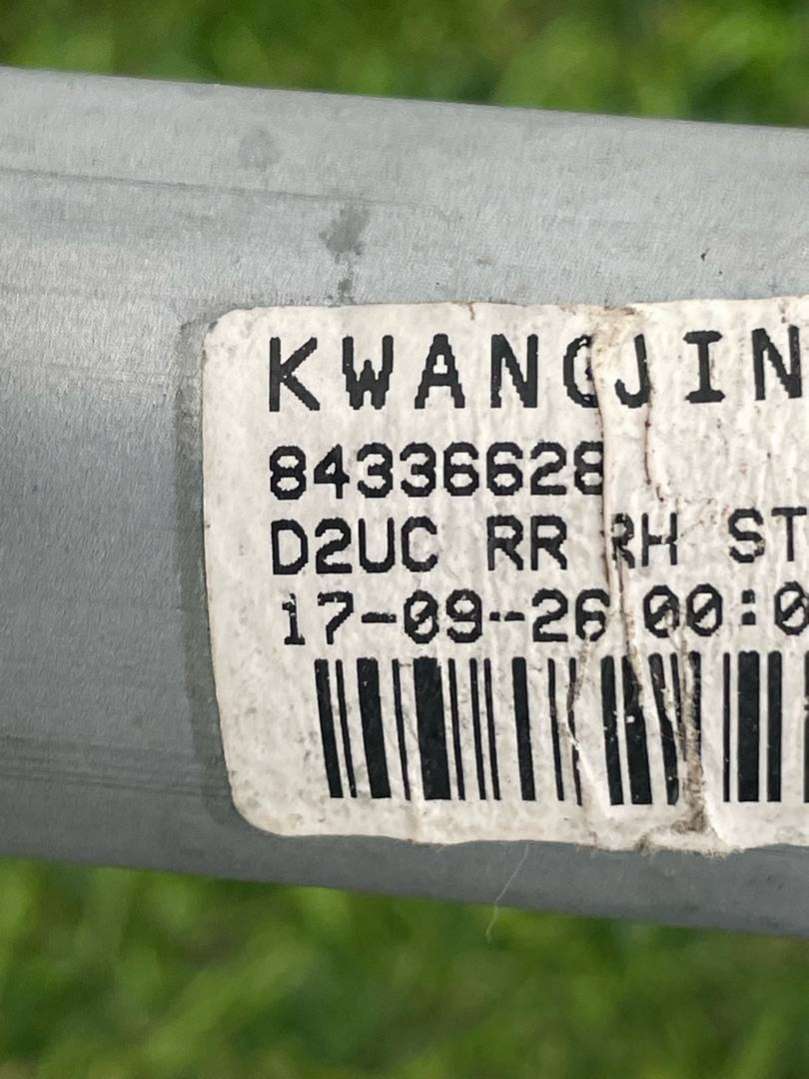 KWANGJIN
84336628
D2UC RR RH ST
17-09-26 00:0